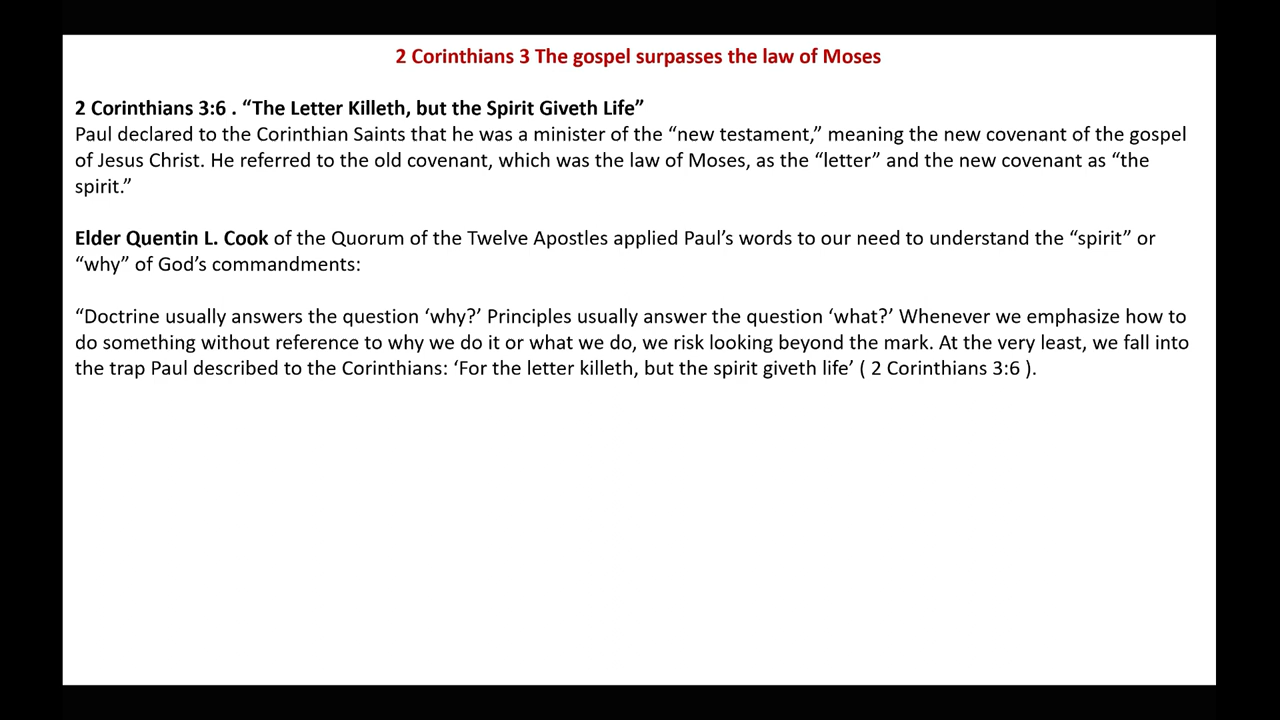 2 Corinthians 3 The gospel surpasses the law of Moses
2 Corinthians 3:6 . “The Letter Killeth, but the Spirit Giveth Life”
Paul declared to the Corinthian Saints that he was a minister of the “new testament,” meaning the new covenant of the gospel
of Jesus Christ. He referred to the old covenant, which was the law of Moses, as the “letter” and the new covenant as “the
spirit.”
Elder Quentin L. Cook of the Quorum of the Twelve Apostles applied Paul’s words to our need to understand the “spirit” or
“why” of God’s commandments:
“Doctrine usually answers the question ‘why?’ Principles usually answer the question ‘what?’ Whenever we emphasize how to
do something without reference to why we do it or what we do, we risk looking beyond the mark. At the very least, we fall into
the trap Paul described to the Corinthians: ‘For the letter killeth, but the spirit giveth life’ ( 2 Corinthians 3:6 ).